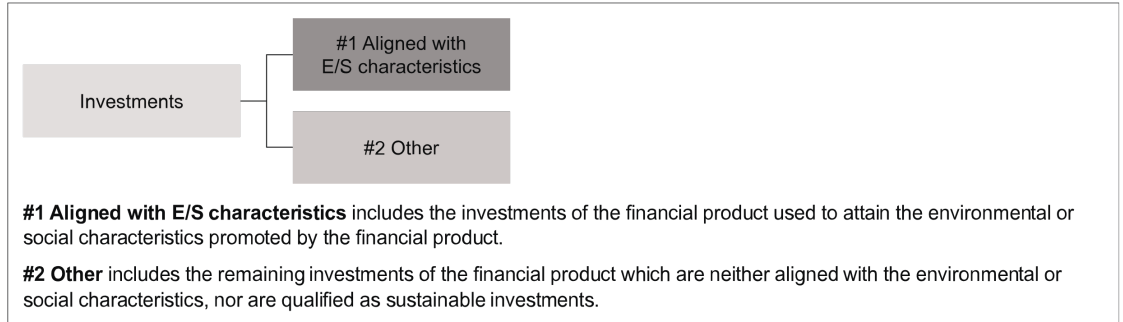 #1 Aligned with
E/S characteristics
Investments
#2 Other
#1 Aligned with E/S characteristics includes the investments of the financial product used to attain the environmental or
social characteristics promoted by the financial product.
#2 Other includes the remaining investments of the financial product which are neither aligned with the environmental or
social characteristics, nor are qualified as sustainable investments.